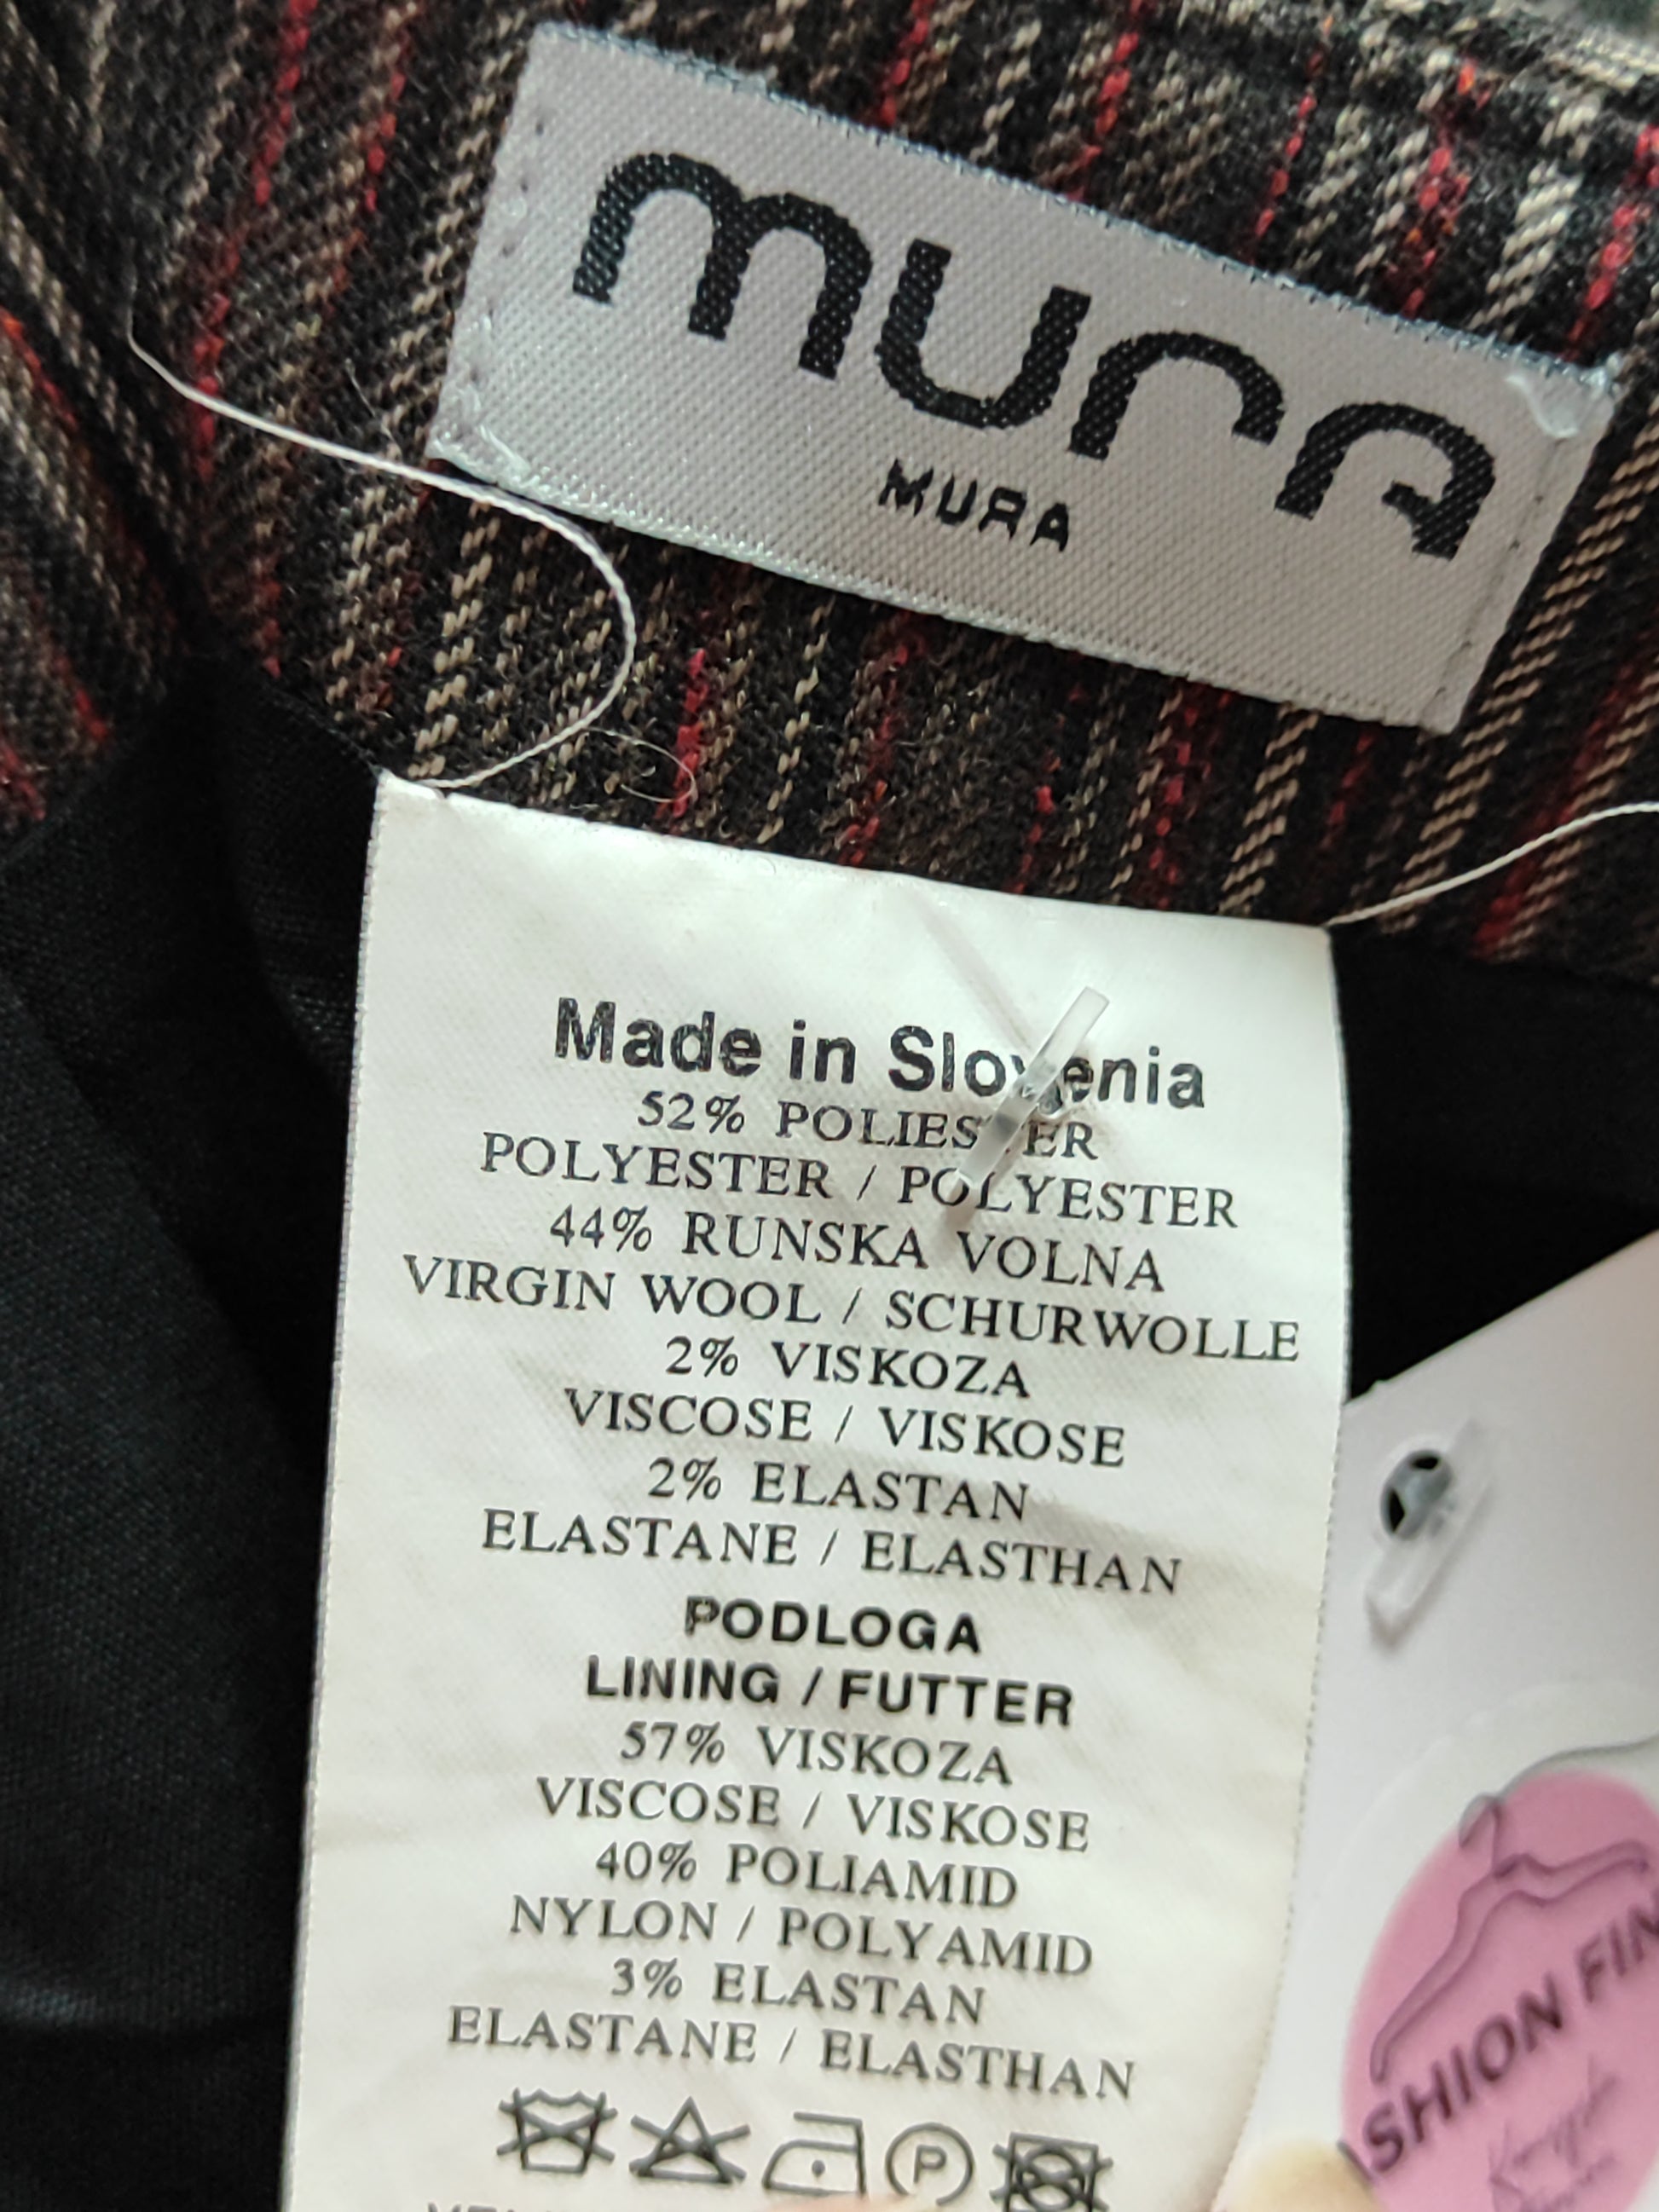 mura
MURA
Made in Slovenia
52% POLIESTER
POLYESTER / POLYESTER
44% RUNSKA VOLNA
VIRGIN WOOL / SCHURWOLLE
2% VISKOZA
VISCOSE / VISKOSE
2% ELASTAN
ELASTANE / ELASTHAN
PODLOGA
LINING / FUTTER
57% VISKOZA
VISCOSE / VISKOSE
40% POLIAMID
NYLON / POLYAMID
3% ELASTAN
ELASTANE / ELASTHAN
P
SHION FIN